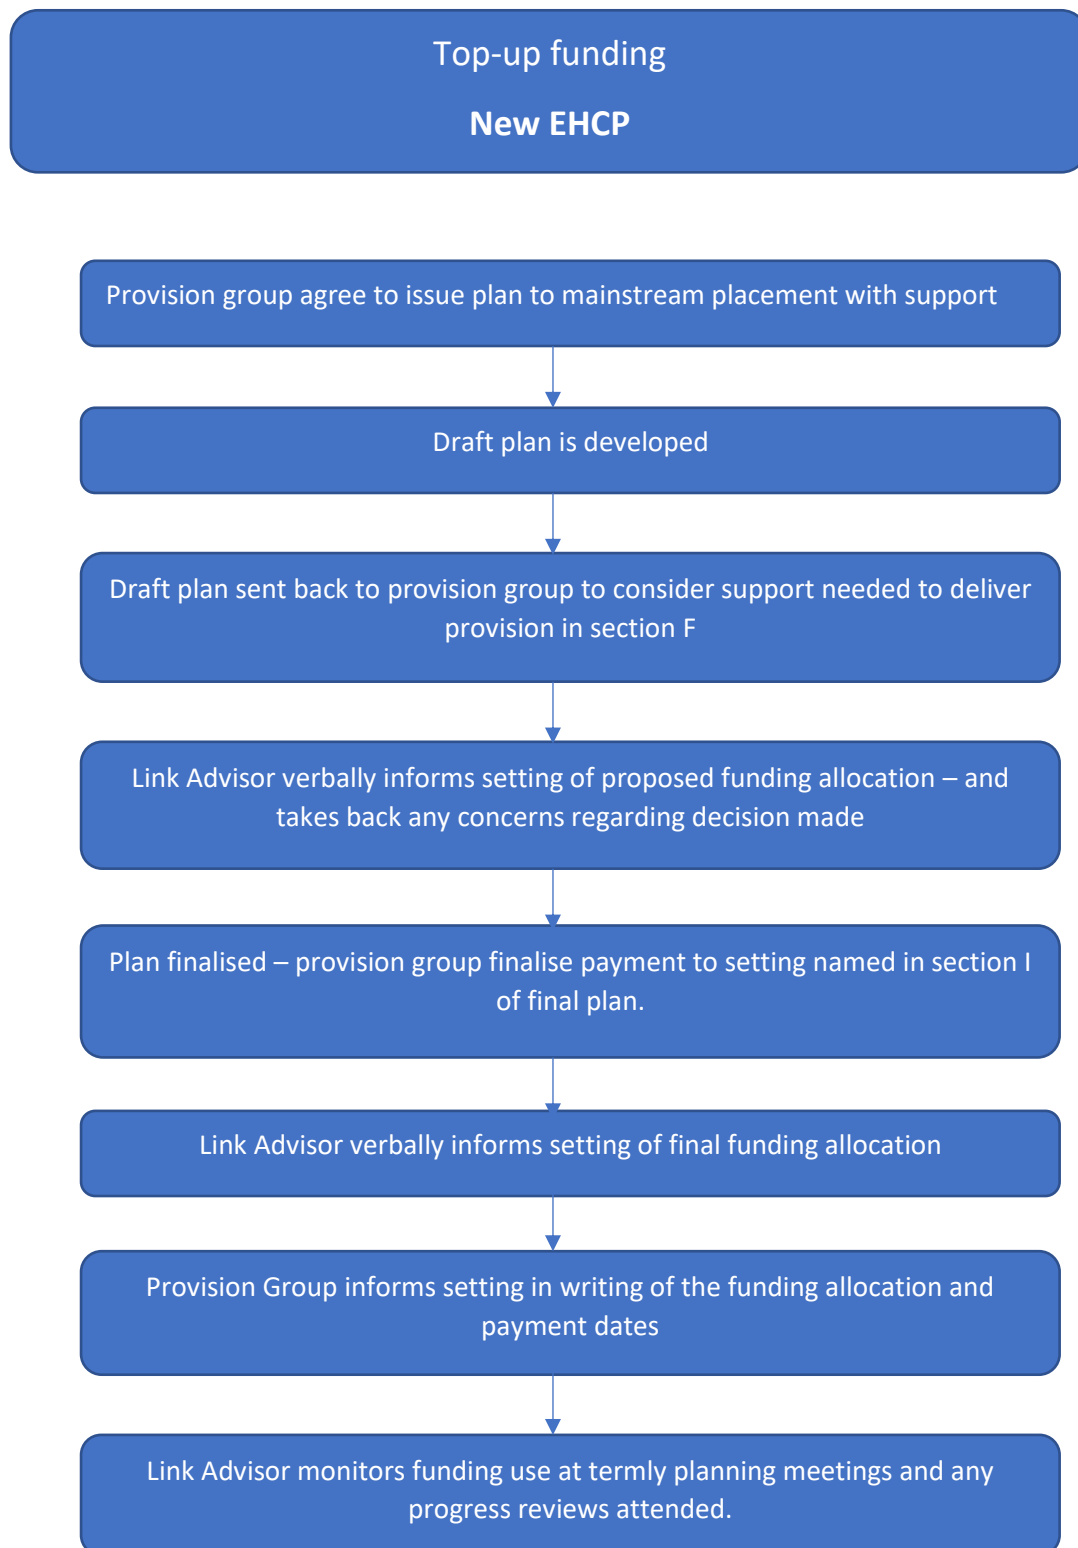 Top-up funding
New EHCP
Provision group agree to issue plan to mainstream placement with support
Draft plan is developed
Draft plan sent back to provision group to consider support needed to deliver
provision in section F
Link Advisor verbally informs setting of proposed funding allocation – and
takes back any concerns regarding decision made
Plan finalised – provision group finalise payment to setting named in section I
of final plan.
Link Advisor verbally informs setting of final funding allocation
Provision Group informs setting in writing of the funding allocation and
payment dates
Link Advisor monitors funding use at termly planning meetings and any
progress reviews attended.